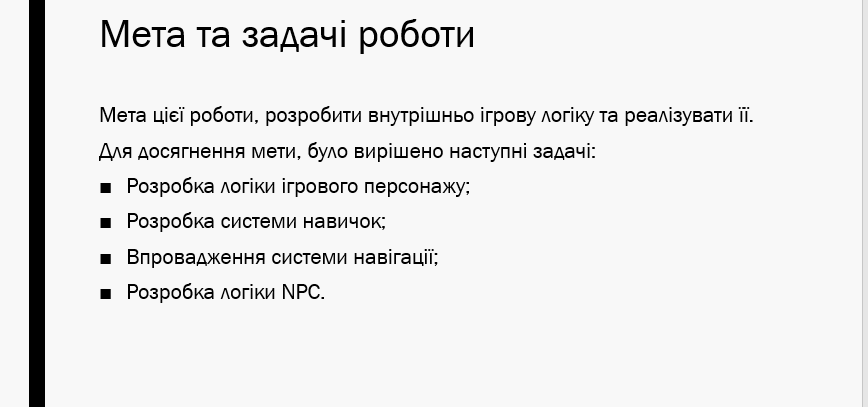 Мета та задачі роботи
Мета цієї роботи, розробити внутрішньо ігрову логіку та реалізувати її.
Для досягнення мети, було вирішено наступні задачі:
■ Розробка логіки ігрового персонажу;
■ Розробка системи навичок;
■ Впровадження системи навігації;
■ Розробка логіки NPC.